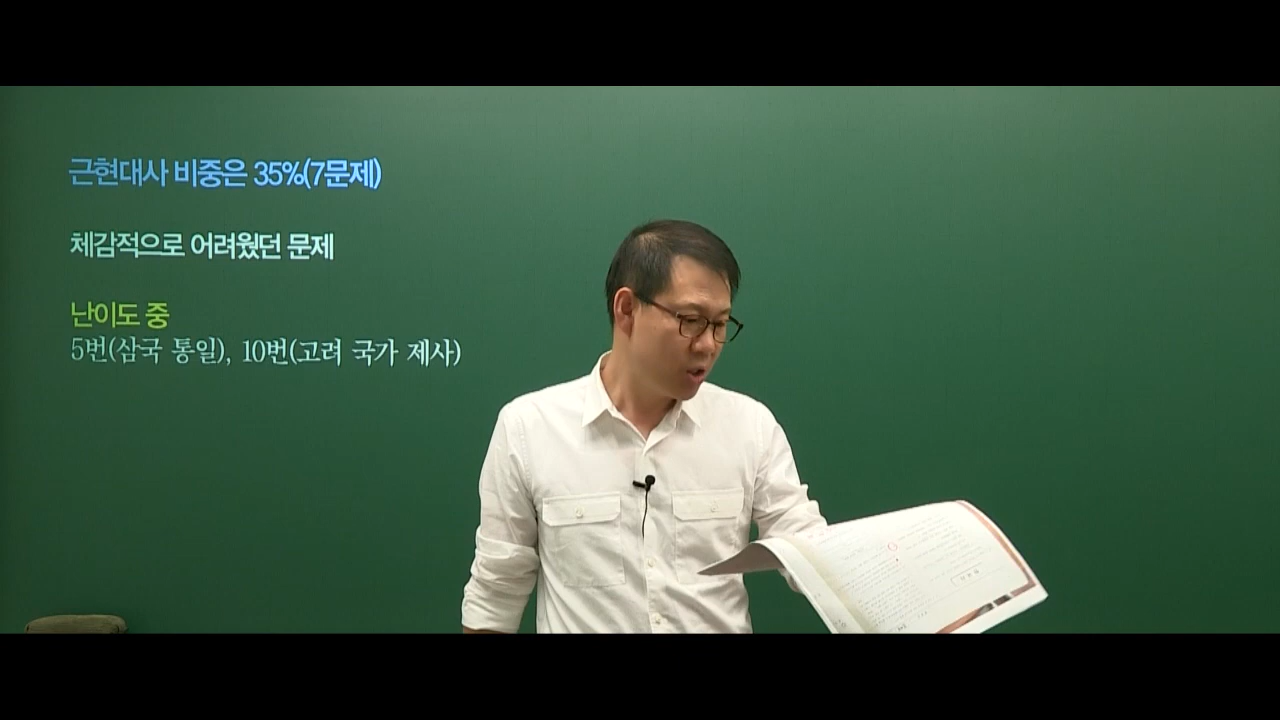 근현대사 비중은 35%(7문제)
체감적으로 어려웠던 문제
난이도 중
5번(삼국 통일), 10번(고려 국가 제사)